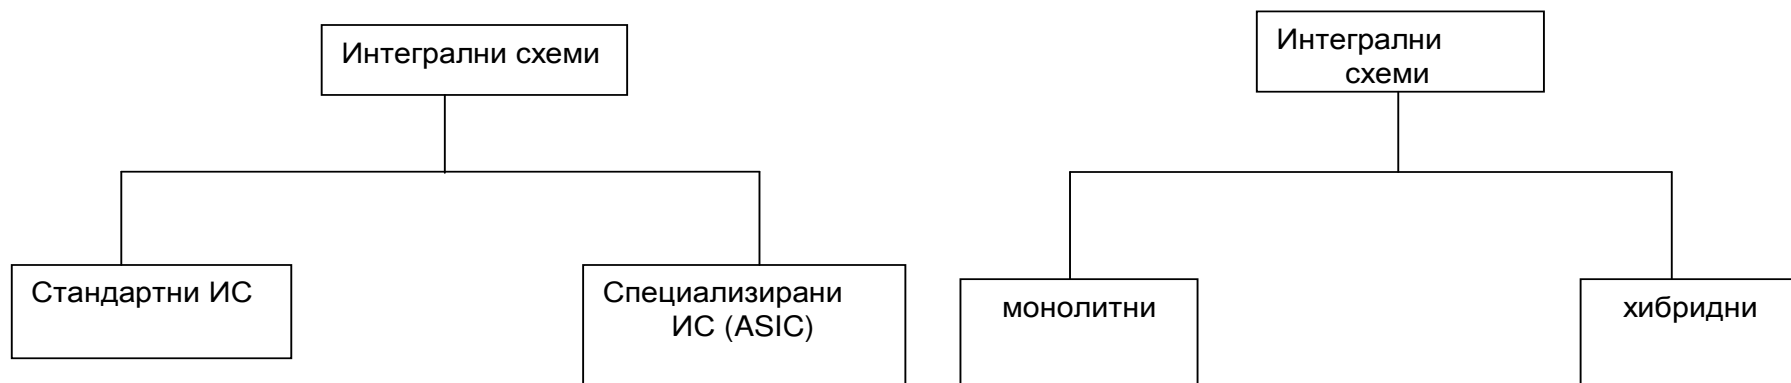 Интегрални схеми
Стандартни ИС
Специализирани
ИС (ASIC)
Интегрални
схеми
монолитни
хибридни